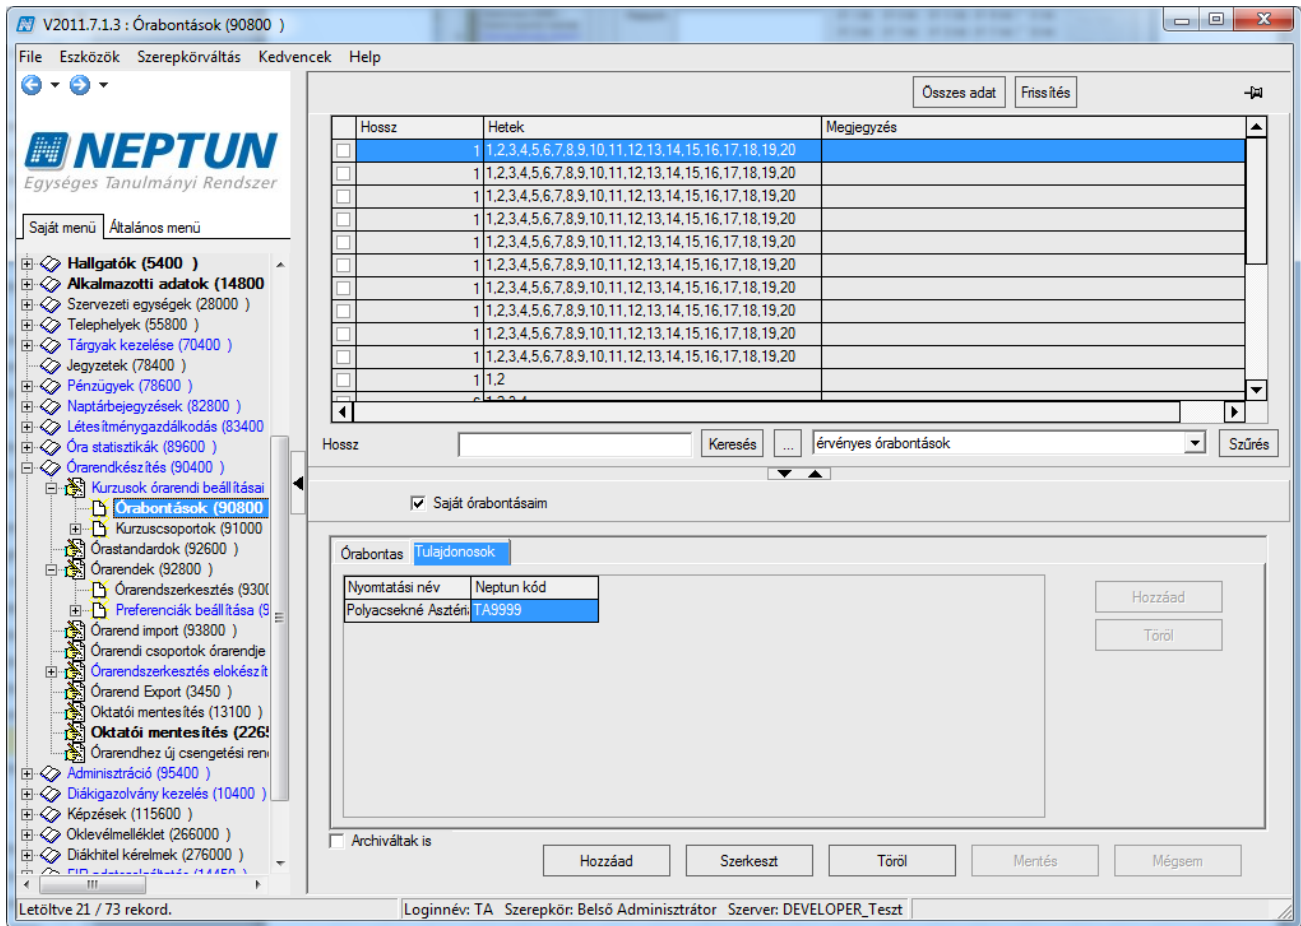 V2011.7.1.3 : Órabontások (90800 )
File Eszközök Szerepkörváltás Kedvencek Help
NEPTUN
Egységes Tanulmányi Rendszer
Saját menü Általános menü
Hallgatók (5400 )
Alkalmazotti adatok (14800
Szervezeti egységek (28000 )
Telephelyek (55800 )
Tárgyak kezelése (70400 )
Jegyzetek (78400 )
Pénzügyek (78600 )
Naptárbejegyzések (82800 )
Létesítménygazdálkodás (83400
Óra statisztikák (89600 )
Órarendkészítés (90400 )
Kurzusok órarendi beállításai
Órabontások (90800
Kurzuscsoportok (91000
Órastandardok (92600 )
Órarendek (92800 )
Órarendszerkesztés (930
Preferenciák beállítása (9
Órarend import (93800 )
Órarendi csoportok órarendje
Órarendszerkesztés elokészít
Órarend Export (3450 )
Oktatói mentesítés (13100 )
Oktatói mentesítés (226
Órarendhez új csengetési ren
Adminisztráció (95400 )
Diákigazolvány kezelés (10400 )
Képzések (115600 )
Oklevélmelléklet (266000 )
Diákhitel kérelmek (276000 )
Összes adat Frissítés
Hossz Hetek Megjegyzés
1 1,2,3,4,5,6,7,8,9,10,11,12,13,14,15,16,17,18,19,20
1 1,2,3,4,5,6,7,8,9,10,11,12,13,14,15,16,17,18,19,20
1 1,2,3,4,5,6,7,8,9,10,11,12,13,14,15,16,17,18,19,20
1 1,2,3,4,5,6,7,8,9,10,11,12,13,14,15,16,17,18,19,20
1 1,2,3,4,5,6,7,8,9,10,11,12,13,14,15,16,17,18,19,20
1 1,2,3,4,5,6,7,8,9,10,11,12,13,14,15,16,17,18,19,20
1 1,2,3,4,5,6,7,8,9,10,11,12,13,14,15,16,17,18,19,20
1 1,2,3,4,5,6,7,8,9,10,11,12,13,14,15,16,17,18,19,20
1 1,2,3,4,5,6,7,8,9,10,11,12,13,14,15,16,17,18,19,20
1 1,2,3,4,5,6,7,8,9,10,11,12,13,14,15,16,17,18,19,20
1 1,2
Hossz Keresés ... érvényes órabontások Szűrés
Saját órabontásaim
Órabontas Tulajdonosok
Nyomtatási név Neptun kód
Polyacsekné Asztéri TA9999
Hozzáad
Töröl
Archiváltak is
Hozzáad Szerkeszt Töröl Mentés Mégsem
Letöltve 21 / 73 rekord. Loginnév: TA Szerepkör: Belső Adminisztrátor Szerver: DEVELOPER_Teszt